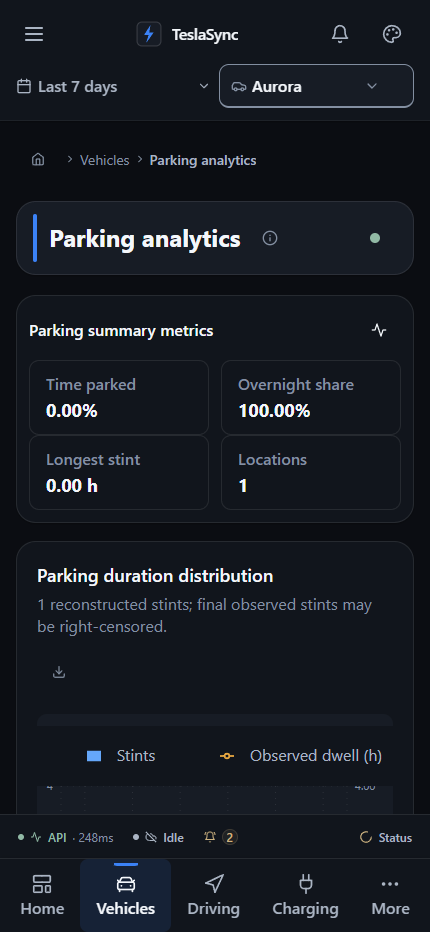 TeslaSync
Last 7 days
Aurora
Vehicles
Parking analytics
Parking analytics
Parking summary metrics
Time parked
Overnight share
0.00%
100.00%
Longest stint
Locations
0.00 h
1
Parking duration distribution
1 reconstructed stints; final observed stints may
be right-censored.
Stints
Observed dwell (h)
4
4.00
API · 248ms
Idle
2
Status
Home
Vehicles
Driving
Charging
More